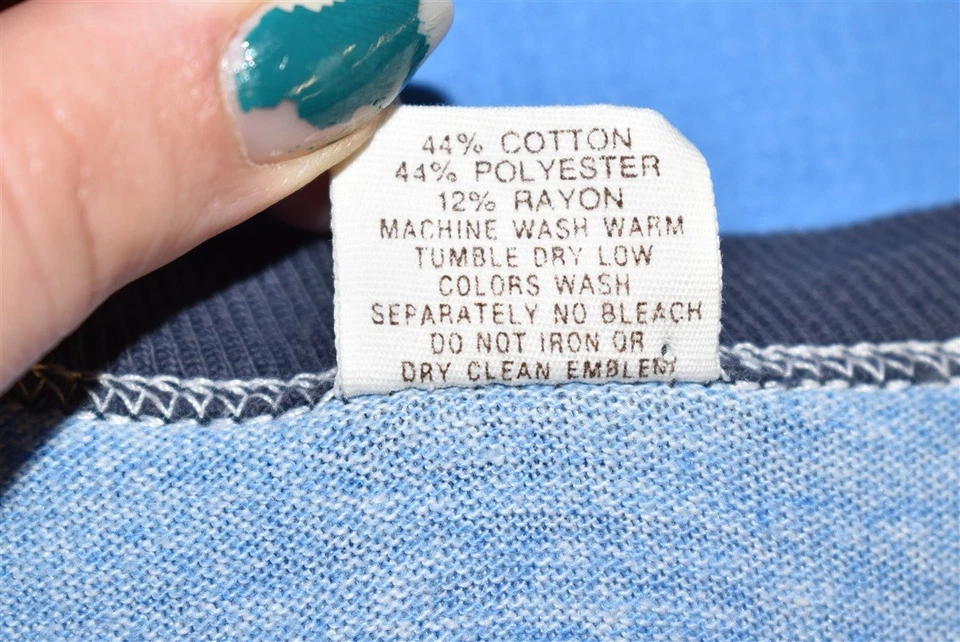 44% COTTON
44% POLYESTER
12% RAYON
MACHINE WASH WARM
TUMBLE DRY LOW
COLORS WASH
SEPARATELY NO BLEACH
DO NOT IRON OR
DRY CLEAN EMBLEM